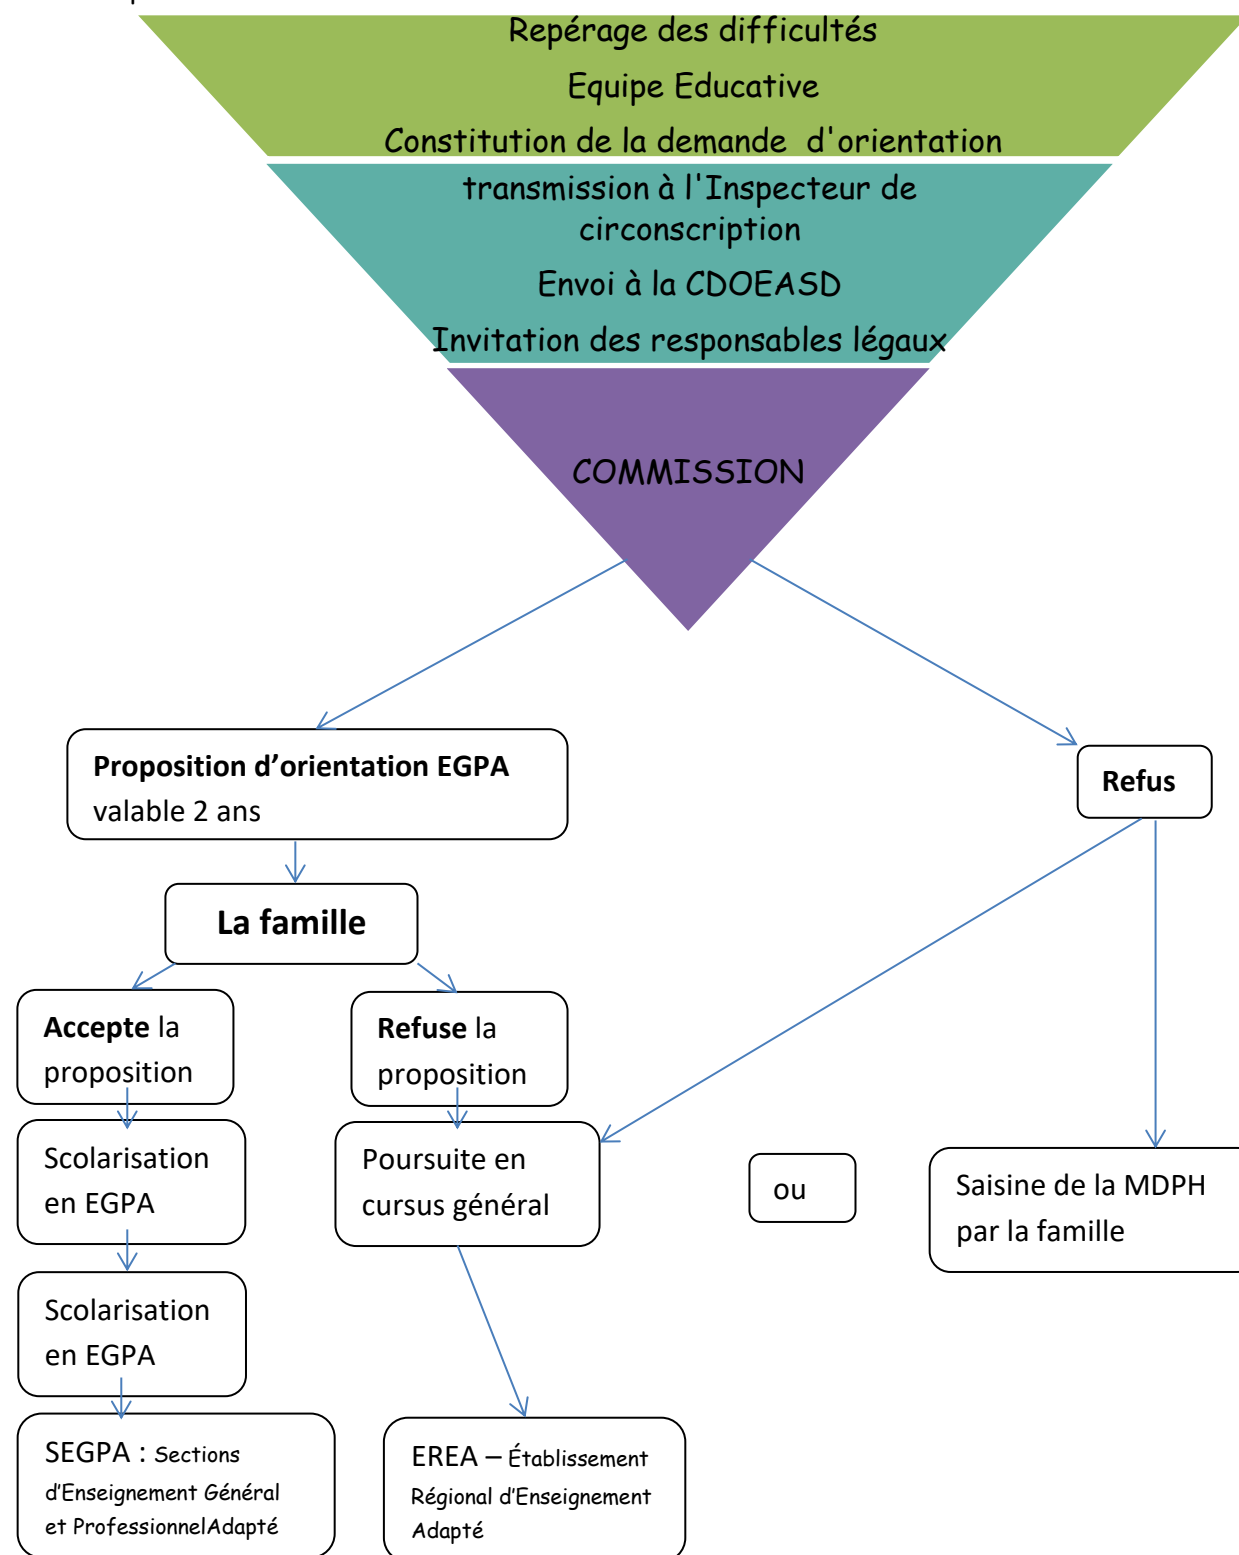 Repérage des difficultés
Equipe Educative
Constitution de la demande d'orientation
transmission à l'Inspecteur de
circonscription
Envoi à la CDOEASD
Invitation des responsables légaux
COMMISSION
Proposition d’orientation EGPA
valable 2 ans
Refus
La famille
Accepte la
proposition
Refuse la
proposition
Scolarisation
en EGPA
Poursuite en
cursus général
ou
Saisine de la MDPH
par la famille
Scolarisation
en EGPA
SEGPA : Sections
d’Enseignement Général
et ProfessionnelAdapté
EREA – Établissement
Régional d’Enseignement
Adapté